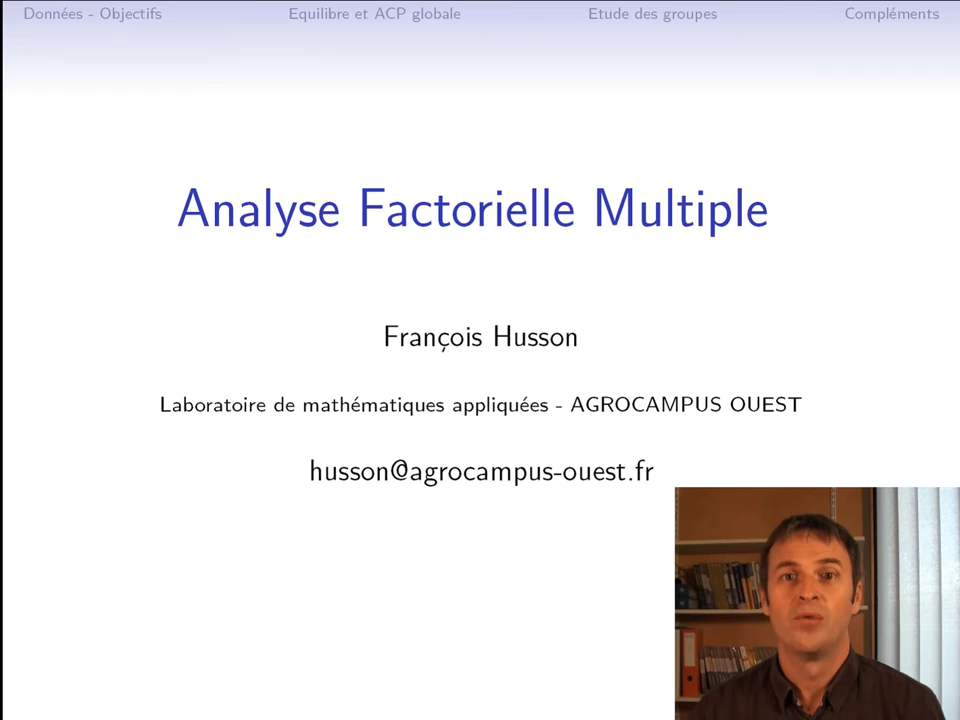 Données - Objectifs Equilibre et ACP globale Etude des groupes Compléments
Analyse Factorielle Multiple
François Husson
Laboratoire de mathématiques appliquées - AGROCAMPUS OUEST
husson@agrocampus-ouest.fr